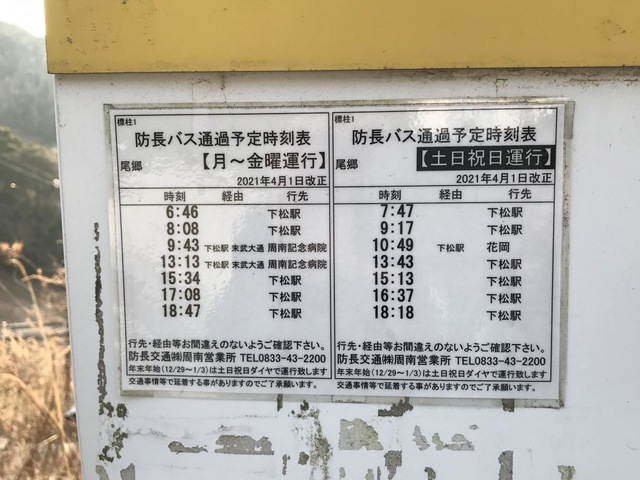 標柱1
防長バス通過予定時刻表
尾郷 【月～金曜運行】
2021年4月1日改正
時刻 経由 行先
6:46 下松駅
8:08 下松駅
9:43 下松駅 末武大通 周南記念病院
13:13 下松駅 末武大通 周南記念病院
15:34 下松駅
17:08 下松駅
18:47 下松駅
行先・経由等お間違えのないようご確認下さい。
防長交通㈱周南営業所 TEL0833-43-2200
年末年始(12/29～1/3)は土日祝日ダイヤで運行致します
交通事情等で延着する事がありますのでご了承願います。
標柱1
防長バス通過予定時刻表
尾郷 【土日祝日運行】
2021年4月1日改正
時刻 経由 行先
7:47 下松駅
9:17 下松駅
10:49 下松駅 花岡
13:43 下松駅
15:13 下松駅
16:37 下松駅
18:18 下松駅
行先・経由等お間違えのないようご確認下さい。
防長交通㈱周南営業所 TEL0833-43-2200
年末年始(12/29～1/3)は土日祝日ダイヤで運行致します
交通事情等で延着する事がありますのでご了承願います。